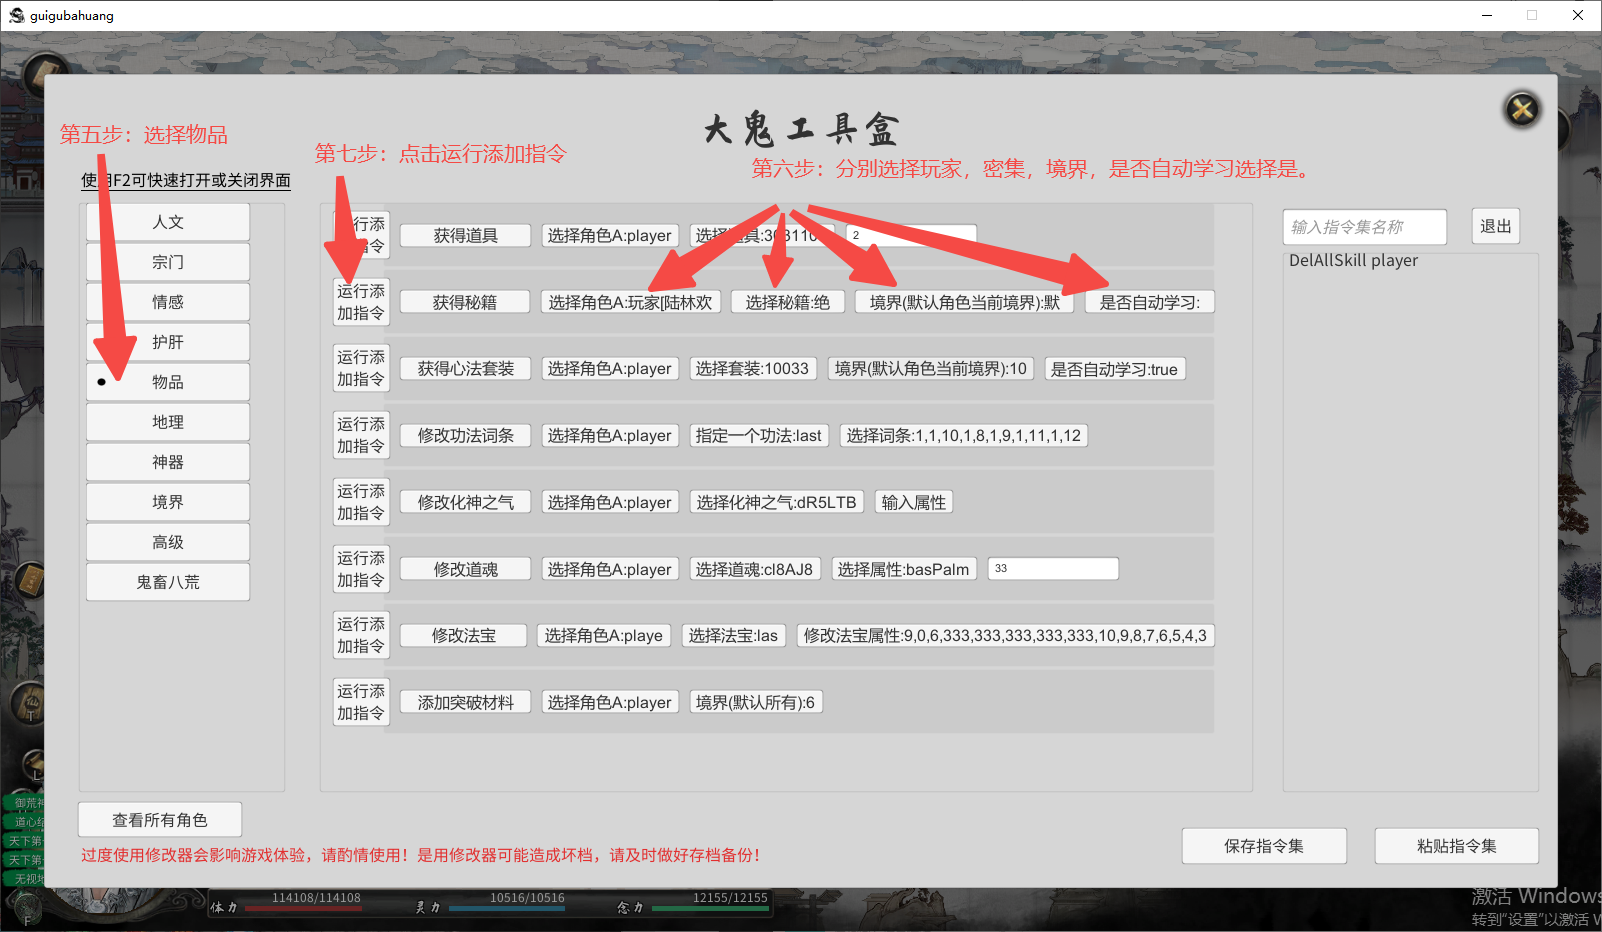 guigubahuang
大鬼工具盒
第五步：选择物品
第七步：点击运行添加指令
第六步：分别选择玩家，密集，境界，是否自动学习选择是。
使用F2可快速打开或关闭界面
人文
宗门
情感
护肝
物品
地理
神器
境界
高级
鬼畜八荒
行添
指令
获得道具
选择角色A:player
2
运行添
加指令
获得秘籍
选择角色A:玩家[陆林欢
选择秘籍:绝
境界(默认角色当前境界):默
是否自动学习:
运行添
加指令
获得心法套装
选择角色A:player
选择套装:10033
境界(默认角色当前境界):10
是否自动学习:true
运行添
加指令
修改功法词条
选择角色A:player
指定一个功法:last
选择词条:1,1,10,1,8,1,9,1,11,1,12
运行添
加指令
修改化神之气
选择角色A:player
选择化神之气:dR5LTB
输入属性
运行添
加指令
修改道魂
选择角色A:player
选择道魂:cl8AJ8
选择属性:basPalm
33
运行添
加指令
修改法宝
选择角色A:playe
选择法宝:las
修改法宝属性:9,0,6,333,333,333,333,333,10,9,8,7,6,5,4,3
运行添
加指令
添加突破材料
选择角色A:player
境界(默认所有):6
输入指令集名称
退出
DelAllSkill player
查看所有角色
过度使用修改器会影响游戏体验，请酌情使用！是用修改器可能造成坏档，请及时做好存档备份！
保存指令集
粘贴指令集
T
L
御荒神
道心结
天下第一
天下第一
无视地
F
体力
114108/114108
灵力
10516/10516
念力
12155/12155
激活 Windows
转到“设置”以激活 W